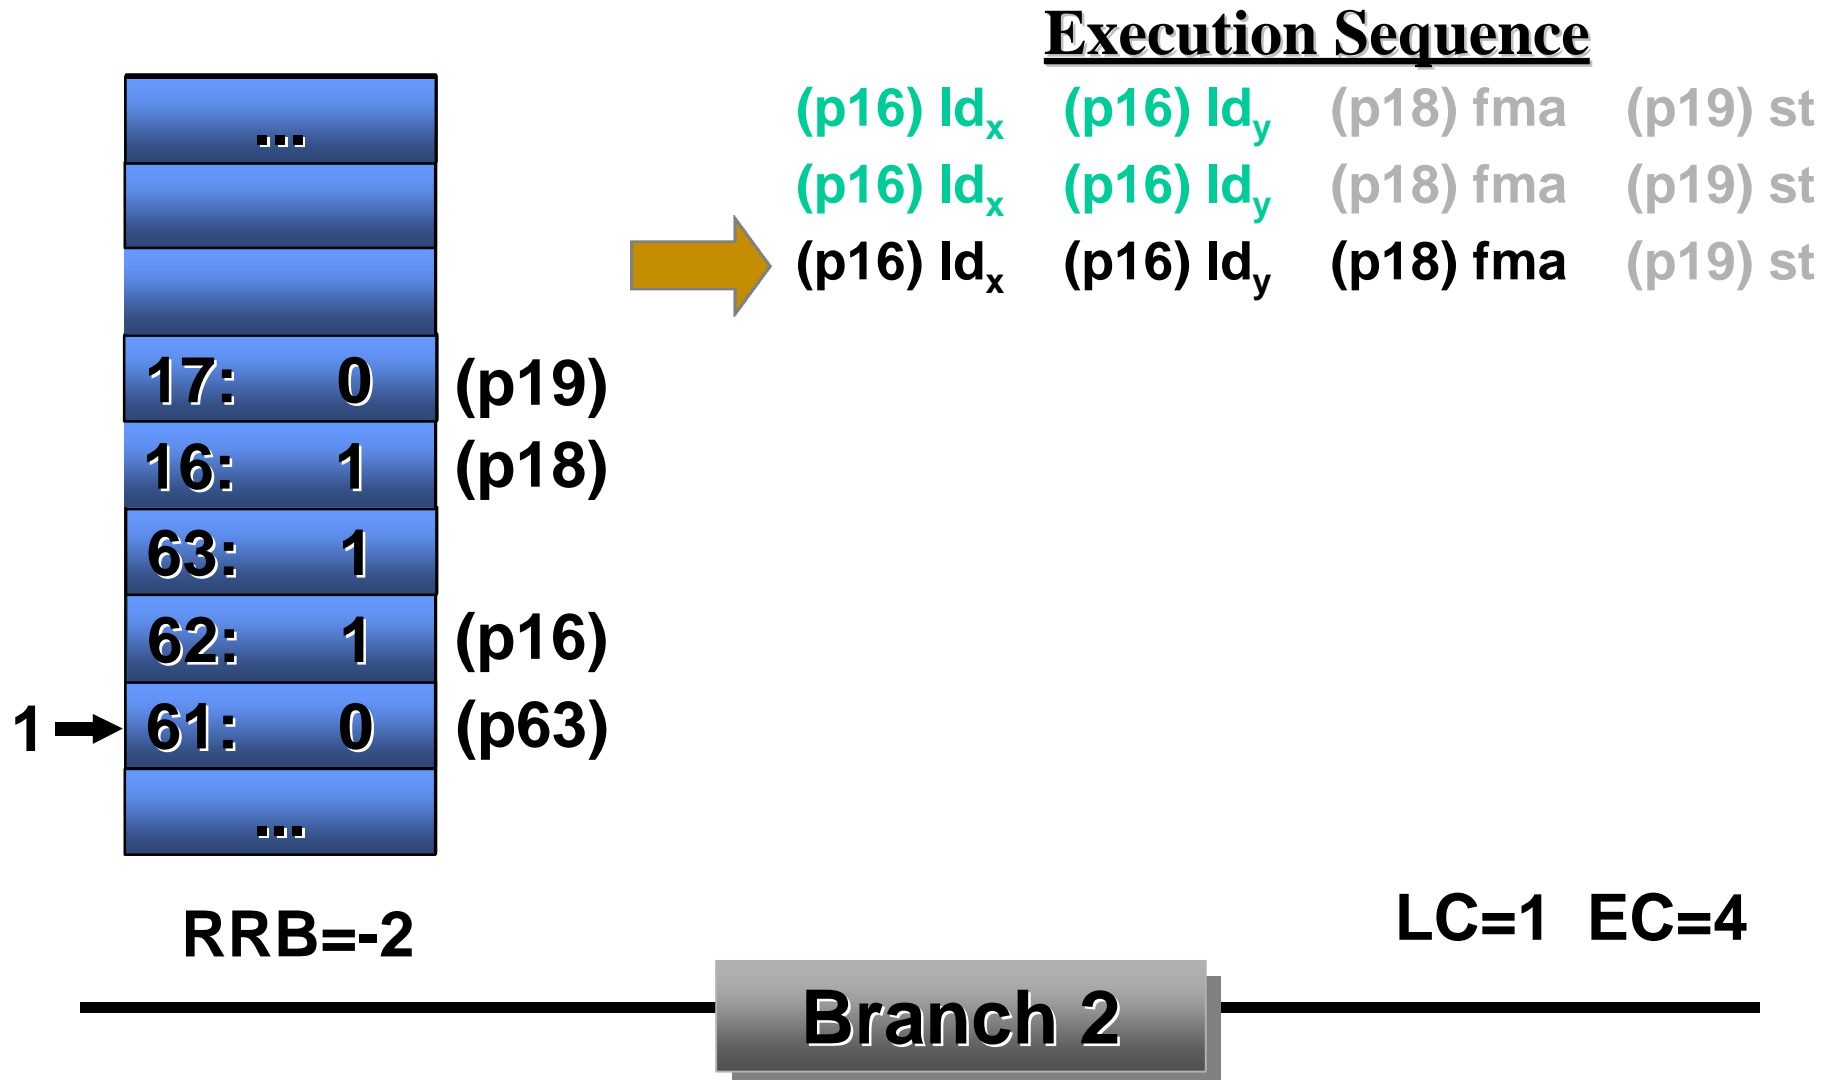 Execution Sequence
(p16) ldx (p16) ldy (p18) fma (p19) st
(p16) ldx (p16) ldy (p18) fma (p19) st
(p16) ldx (p16) ldy (p18) fma (p19) st
...
17: 0 (p19)
16: 1 (p18)
63: 1
62: 1 (p16)
1 61: 0 (p63)
...
RRB=-2
LC=1 EC=4
Branch 2